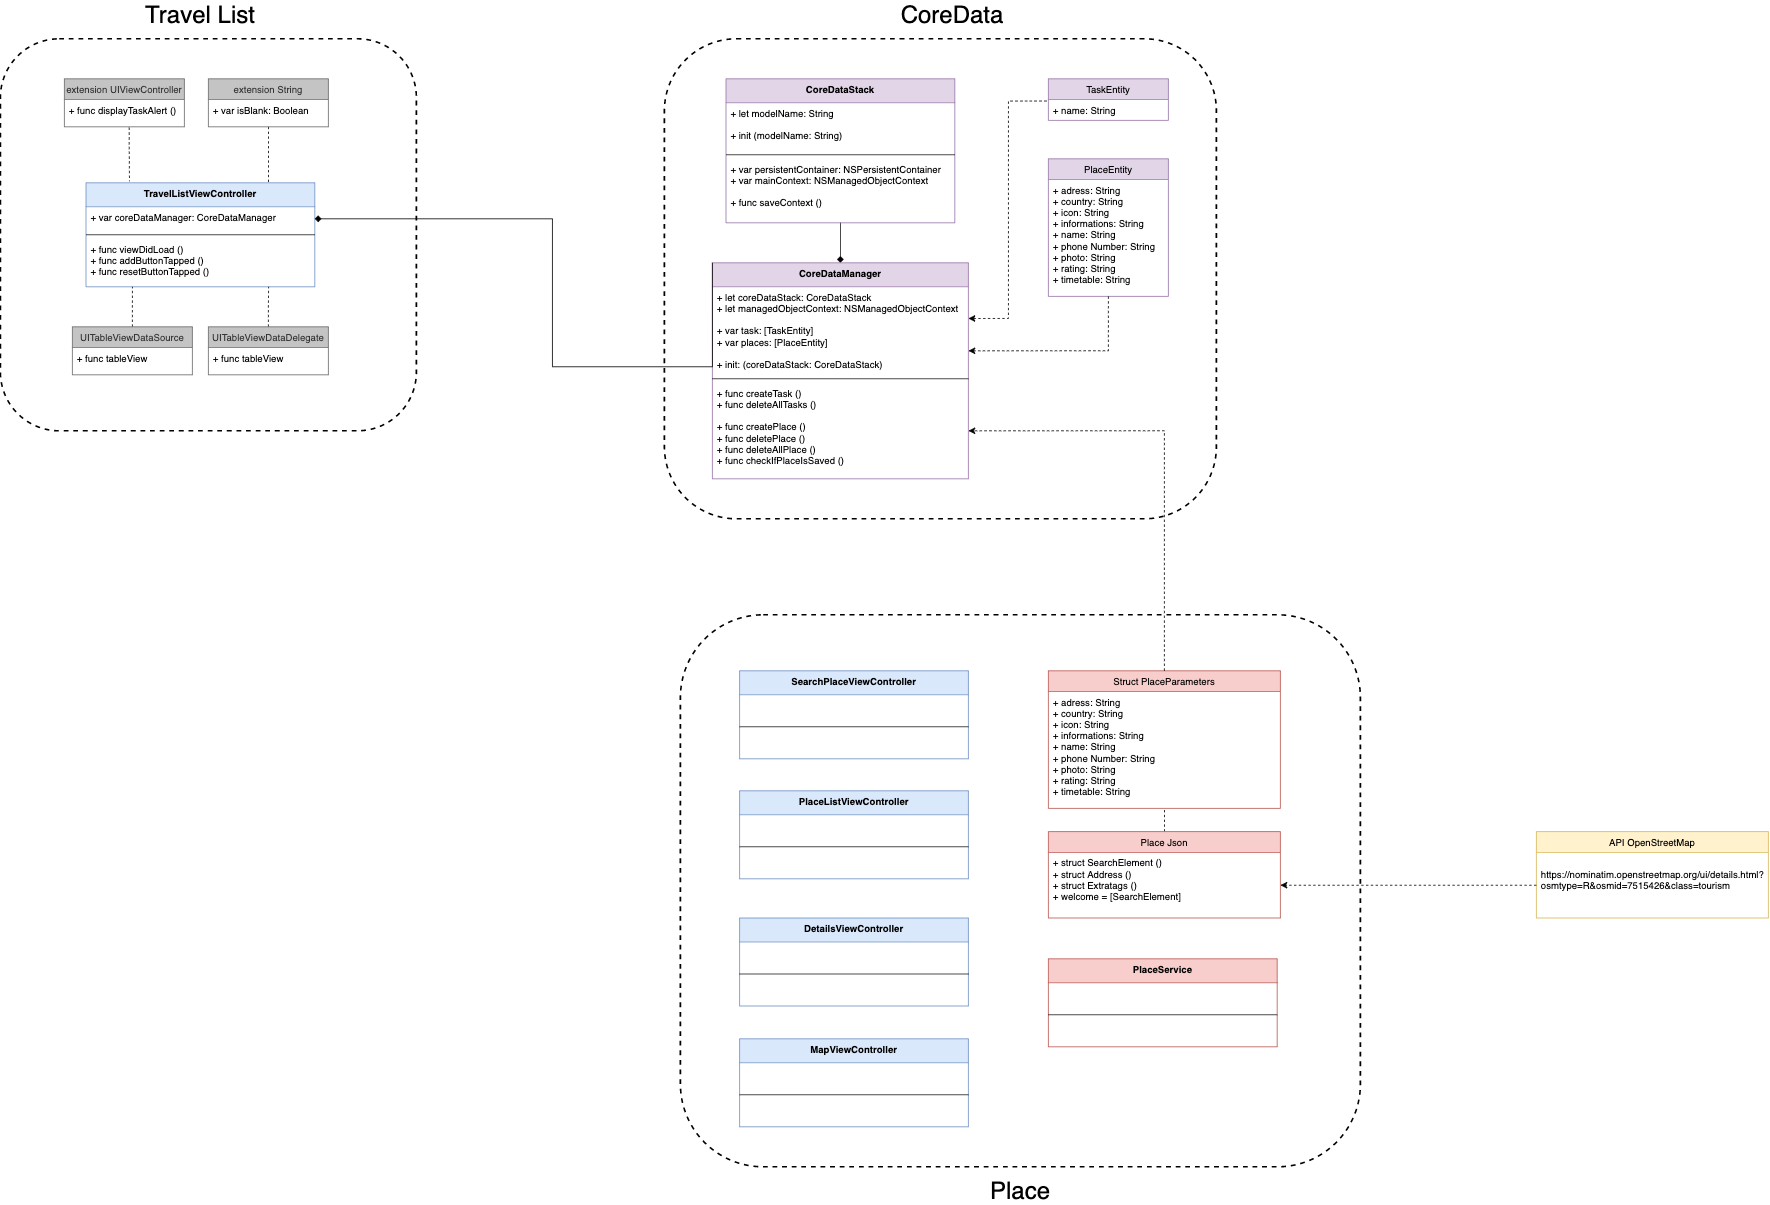 Travel List
extension UIViewController
+ func displayTaskAlert ()
extension String
+ var isBlank: Boolean
TravelListViewController
+ var coreDataManager: CoreDataManager
+ func viewDidLoad ()
+ func addButtonTapped ()
+ func resetButtonTapped ()
UITableViewDataSource
+ func tableView
UITableViewDataDelegate
+ func tableView
CoreData
CoreDataStack
+ let modelName: String
+ init (modelName: String)
+ var persistentContainer: NSPersistentContainer
+ var mainContext: NSManagedObjectContext
+ func saveContext ()
TaskEntity
+ name: String
PlaceEntity
+ adress: String
+ country: String
+ icon: String
+ informations: String
+ name: String
+ phone Number: String
+ photo: String
+ rating: String
+ timetable: String
CoreDataManager
+ let coreDataStack: CoreDataStack
+ let managedObjectContext: NSManagedObjectContext
+ var task: [TaskEntity]
+ var places: [PlaceEntity]
+ init: (coreDataStack: CoreDataStack)
+ func createTask ()
+ func deleteAllTasks ()
+ func createPlace ()
+ func deletePlace ()
+ func deleteAllPlace ()
+ func checkIfPlaceIsSaved ()
SearchPlaceViewController
PlaceListViewController
DetailsViewController
MapViewController
Struct PlaceParameters
+ adress: String
+ country: String
+ icon: String
+ informations: String
+ name: String
+ phone Number: String
+ photo: String
+ rating: String
+ timetable: String
Place Json
+ struct SearchElement ()
+ struct Address ()
+ struct Extratags ()
+ welcome = [SearchElement]
PlaceService
API OpenStreetMap
https://nominatim.openstreetmap.org/ui/details.html?
osmtype=R&osmid=7515426&class=tourism
Place